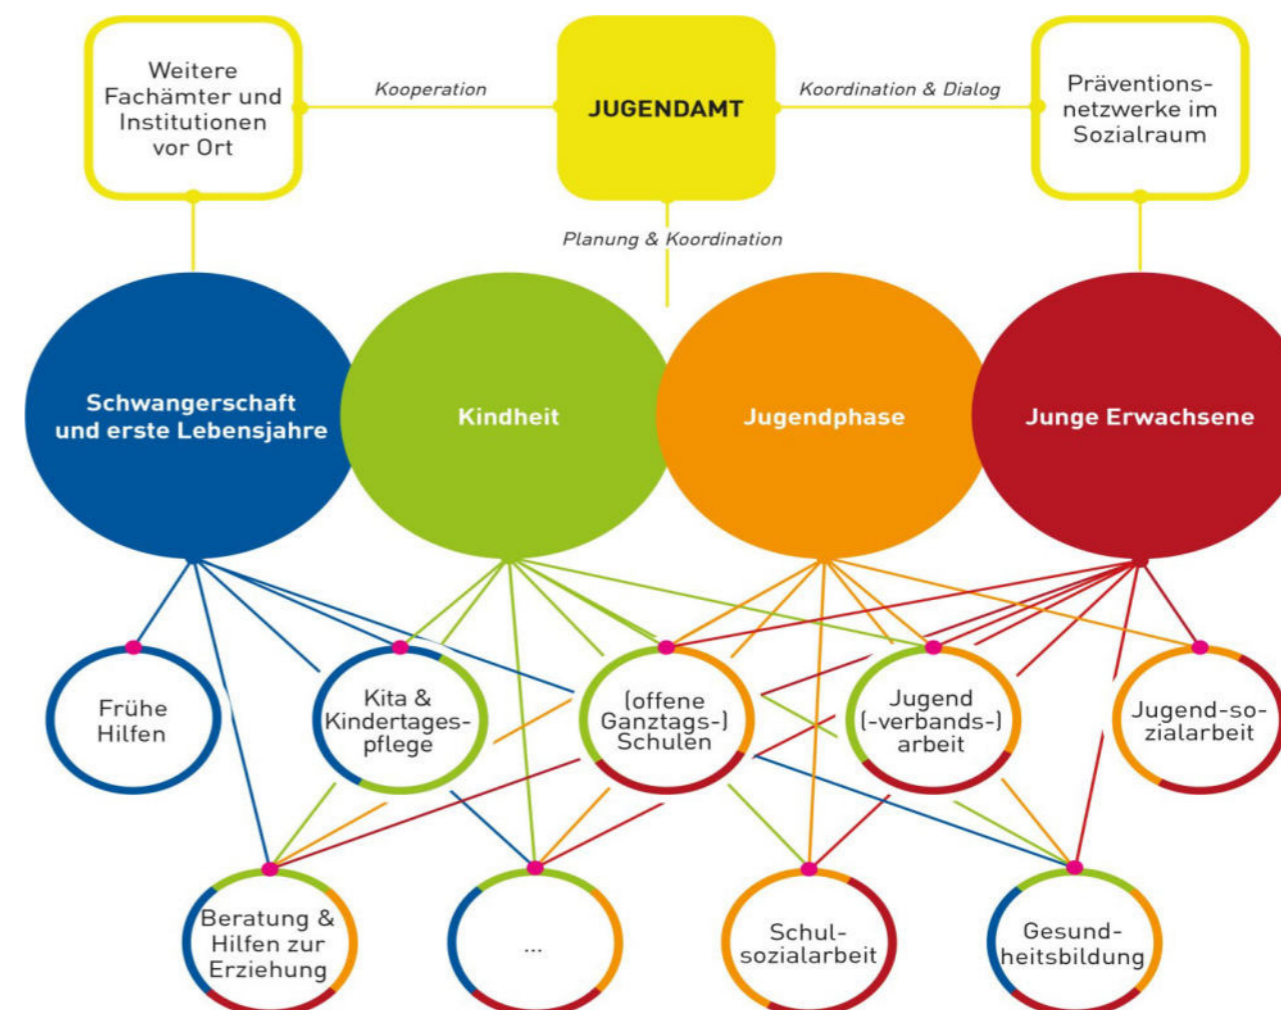 Weitere
Fachämter und
Institutionen
vor Ort
Kooperation
JUGENDAMT
Koordination & Dialog
Präventions-
netzwerke im
Sozialraum
Planung & Koordination
Schwangerschaft
und erste Lebensjahre
Kindheit
Jugendphase
Junge Erwachsene
Frühe
Hilfen
Kita &
Kindertages-
pflege
(offene
Ganztags-)
Schulen
Jugend
(-verbands-)
arbeit
Jugend-so-
zialarbeit
Beratung &
Hilfen zur
Erziehung
...
Schul-
sozialarbeit
Gesund-
heitsbildung